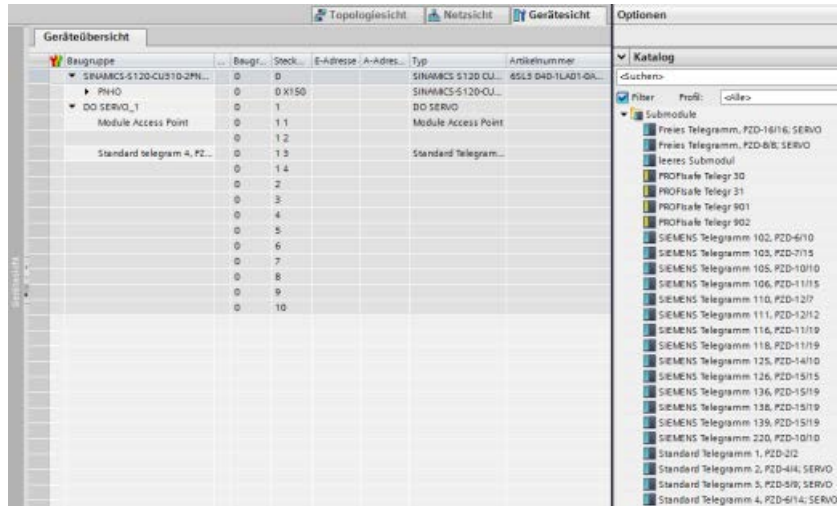 Topologiesicht Netzsicht Gerätesicht Optionen
Geräteübersicht
Katalog
Baugruppe ... Baugr... Steck... E-Adresse A-Adres... Typ Artikelnummer
<Suchen>
SINAMICS-S120-CU310-2PN... 0 0 SINAMICS S120 CU... 6SL3 040-1LA01-0A...
PN-IO 0 0 X150 SINAMICS-S120-CU...
Filter Profil: <Alle>
DO SERVO_1 0 1 DO SERVO
Module Access Point 0 1 1 Module Access Point
0 1 2
Standard telegram 4, PZ... 0 1 3 Standard Telegram...
0 1 4
0 2
0 3
0 4
0 5
0 6
0 7
0 8
0 9
0 10
Gerätesicht
Submodule
Freies Telegramm, PZD-16/16; SERVO
Freies Telegramm, PZD-8/8; SERVO
leeres Submodul
PROFIsafe Telegr 30
PROFIsafe Telegr 31
PROFIsafe Telegr 901
PROFIsafe Telegr 902
SIEMENS Telegramm 102, PZD-6/10
SIEMENS Telegramm 103, PZD-7/15
SIEMENS Telegramm 105, PZD-10/10
SIEMENS Telegramm 106, PZD-11/15
SIEMENS Telegramm 110, PZD-12/7
SIEMENS Telegramm 111, PZD-12/12
SIEMENS Telegramm 116, PZD-11/19
SIEMENS Telegramm 118, PZD-11/19
SIEMENS Telegramm 125, PZD-14/10
SIEMENS Telegramm 126, PZD-15/15
SIEMENS Telegramm 136, PZD-15/19
SIEMENS Telegramm 138, PZD-15/19
SIEMENS Telegramm 139, PZD-15/19
SIEMENS Telegramm 220, PZD-10/10
Standard Telegramm 1, PZD-2/2
Standard Telegramm 2, PZD-4/4; SERVO
Standard Telegramm 3, PZD-5/9; SERVO
Standard Telegramm 4, PZD-6/14; SERVO